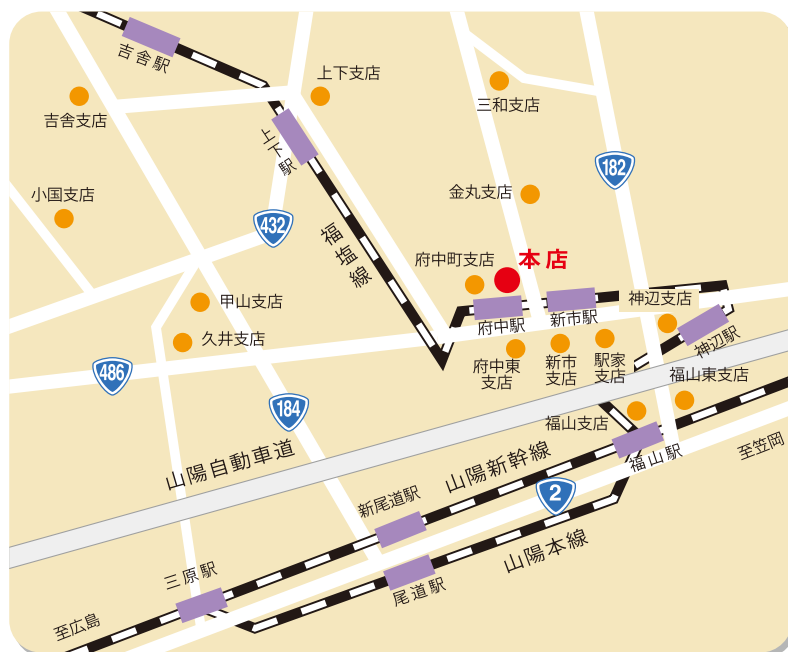 吉舎駅
上下支店
三和支店
吉舎支店
上下駅
182
金丸支店
小国支店
432
福塩線
府中町支店
本店
甲山支店
神辺支店
久井支店
府中駅
新市駅
神辺駅
府中東
支店
新市
支店
駅家
支店
486
184
福山東支店
福山支店
山陽自動車道
山陽新幹線
福山駅
至笠岡
新尾道駅
2
山陽本線
三原駅
尾道駅
至広島